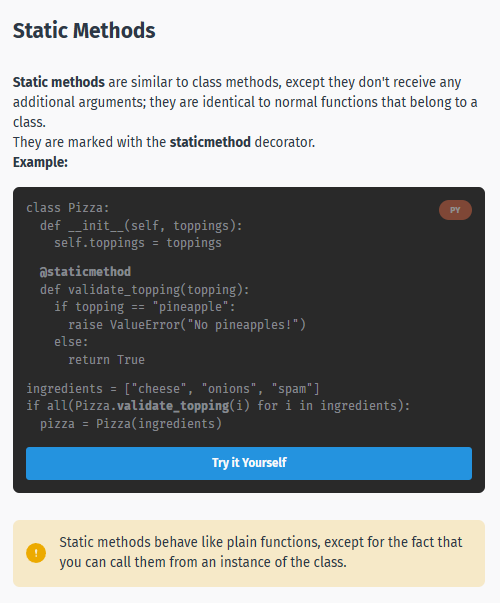 Static Methods
Static methods are similar to class methods, except they don't receive any
additional arguments; they are identical to normal functions that belong to a
class.
They are marked with the staticmethod decorator.
Example:
PY
class Pizza:
  def __init__(self, toppings):
    self.toppings = toppings

  @staticmethod
  def validate_topping(topping):
    if topping == "pineapple":
      raise ValueError("No pineapples!")
    else:
      return True

ingredients = ["cheese", "onions", "spam"]
if all(Pizza.validate_topping(i) for i in ingredients):
  pizza = Pizza(ingredients)
Try it Yourself
!
Static methods behave like plain functions, except for the fact that
you can call them from an instance of the class.